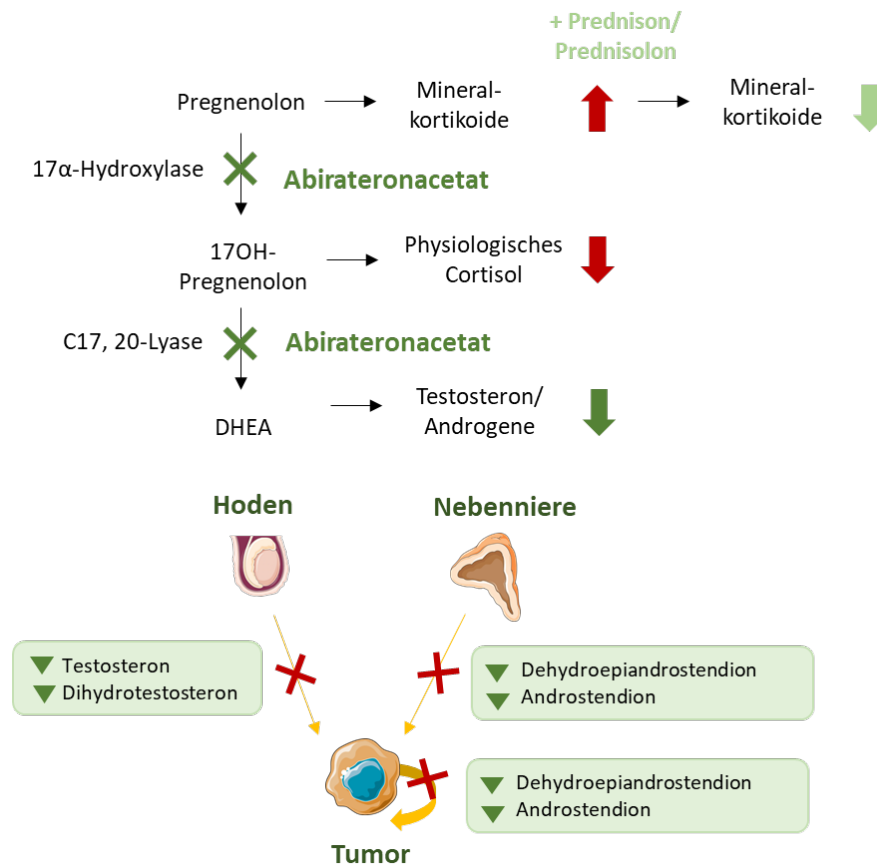 + Prednison/
Prednisolon
Pregnenolon
Mineral-
kortikoide
Mineral-
kortikoide
17α-Hydroxylase
Abirateronacetat
17OH-
Pregnenolon
Physiologisches
Cortisol
C17, 20-Lyase
Abirateronacetat
DHEA
Testosteron/
Androgene
Hoden
Nebenniere
Testosteron
Dihydrotestosteron
Dehydroepiandrostendion
Androstendion
Dehydroepiandrostendion
Androstendion
Tumor